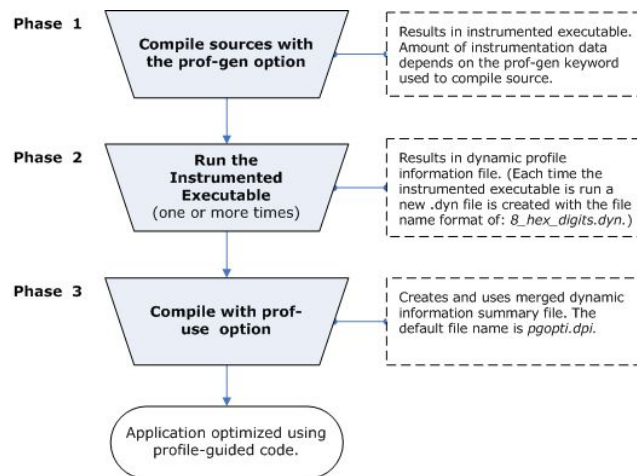 Phase 1
Compile sources with
the prof-gen option
Results in instrumented executable.
Amount of instrumentation data
depends on the prof-gen keyword
used to compile source.
Phase 2
Run the
Instrumented
Executable
(one or more times)
Results in dynamic profile
information file. (Each time the
instrumented executable is run a
new .dyn file is created with the file
name format of: 8_hex_digits.dyn.)
Phase 3
Compile with prof-
use option
Creates and uses merged dynamic
information summary file. The
default file name is pgopti.dpi.
Application optimized using
profile-guided code.